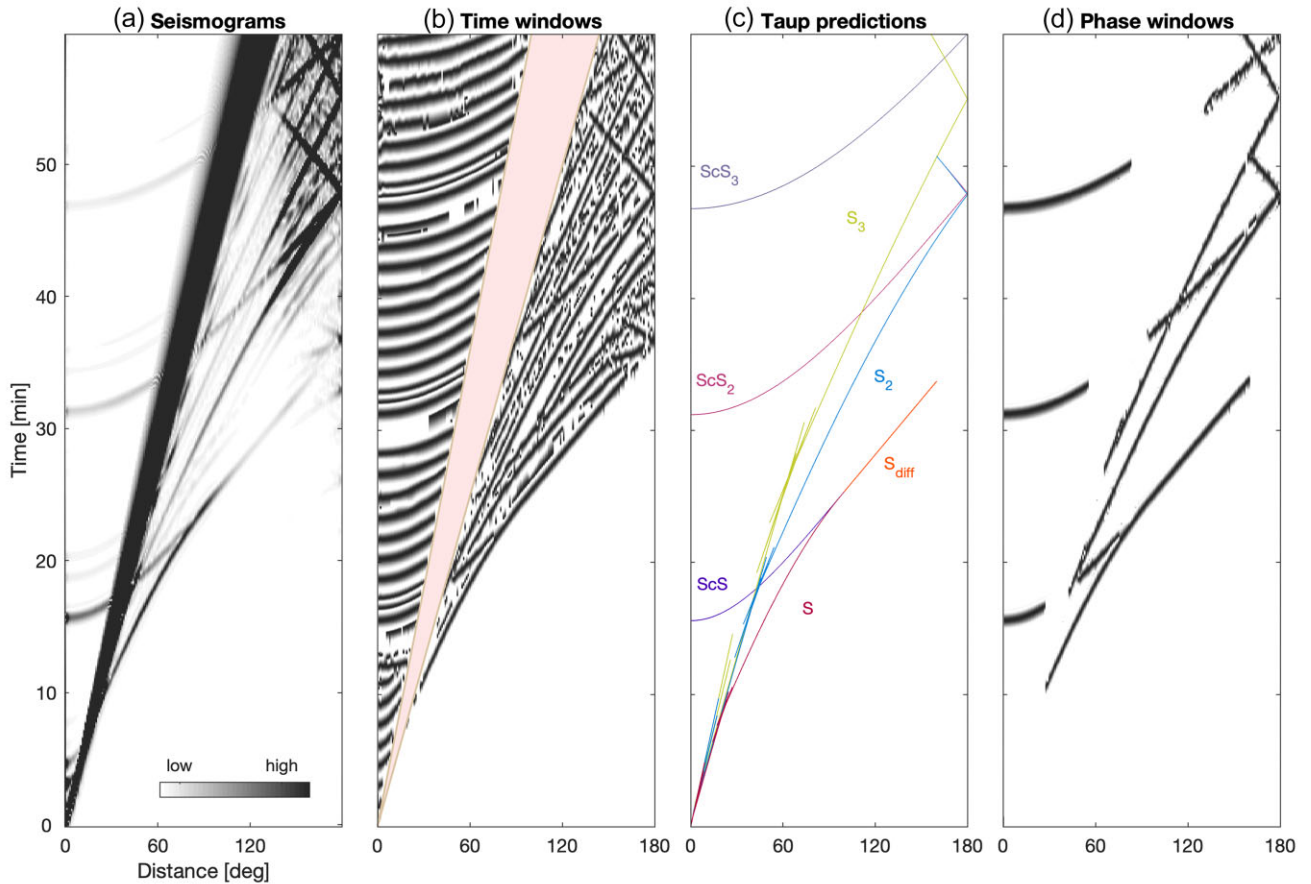 (a) Seismograms
(b) Time windows
(c) Taup predictions
(d) Phase windows
Time [min]
50
40
30
20
10
0
low high
0 60 120
Distance [deg]
0 60 120 180
ScS3
S3
ScS2
S2
Sdiff
ScS
S
0 60 120 180
0 60 120 180